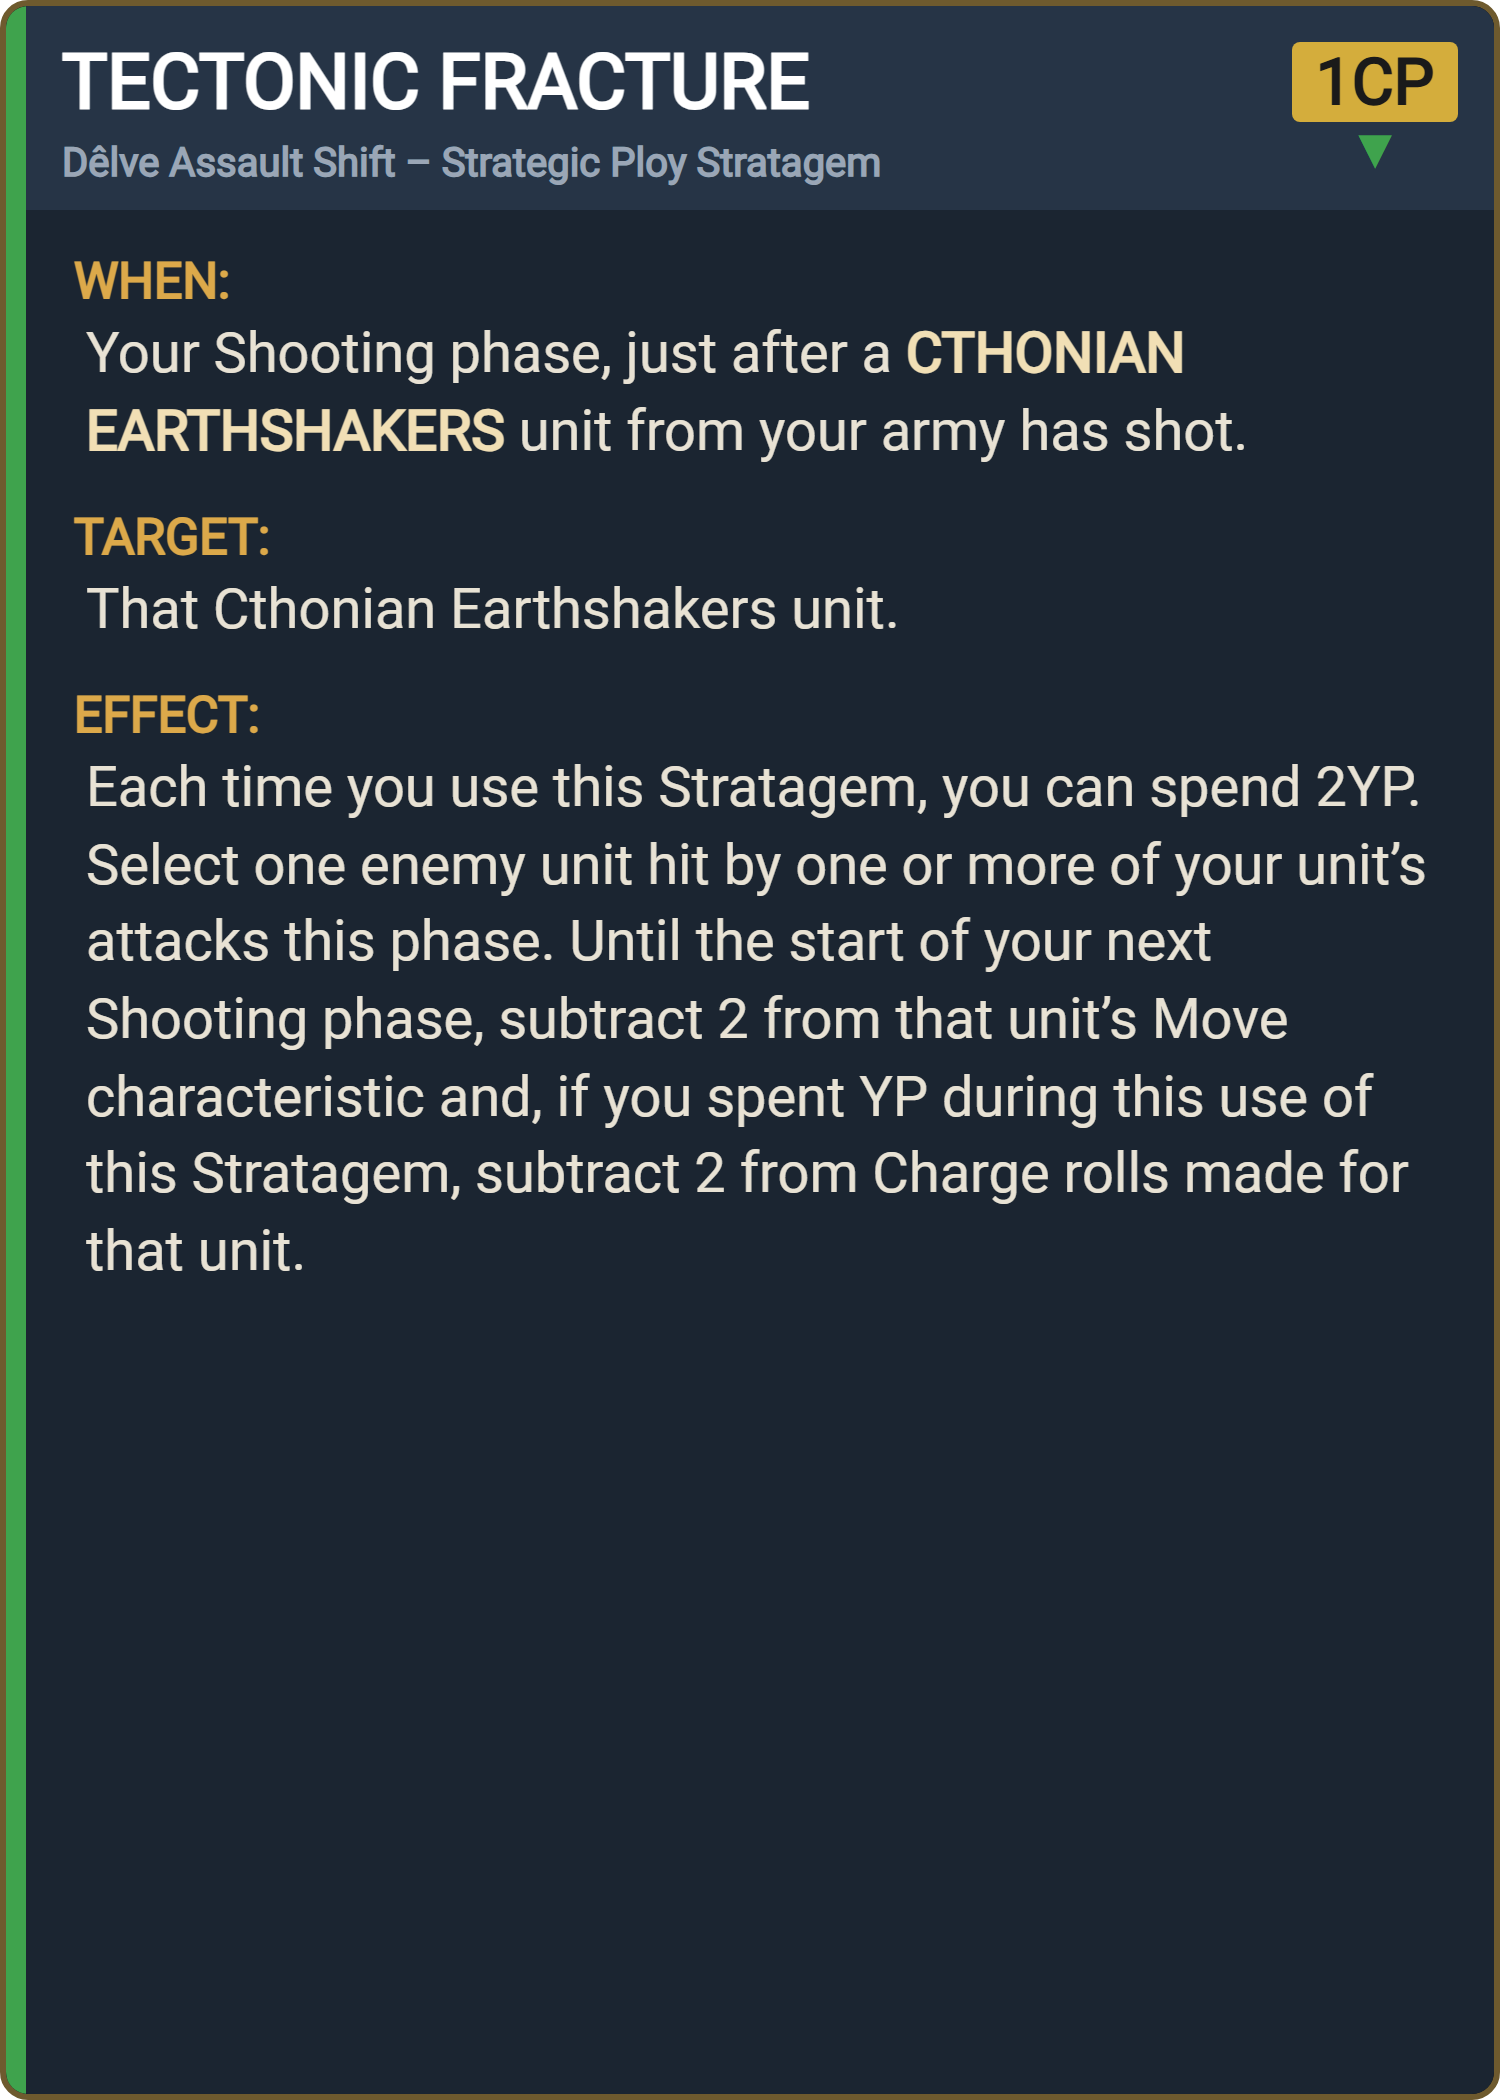 TECTONIC FRACTURE
1CP
Dêlve Assault Shift – Strategic Ploy Stratagem
WHEN:
Your Shooting phase, just after a CTHONIAN
EARTHSHAKERS unit from your army has shot.
TARGET:
That Cthonian Earthshakers unit.
EFFECT:
Each time you use this Stratagem, you can spend 2YP.
Select one enemy unit hit by one or more of your unit’s
attacks this phase. Until the start of your next
Shooting phase, subtract 2 from that unit’s Move
characteristic and, if you spent YP during this use of
this Stratagem, subtract 2 from Charge rolls made for
that unit.